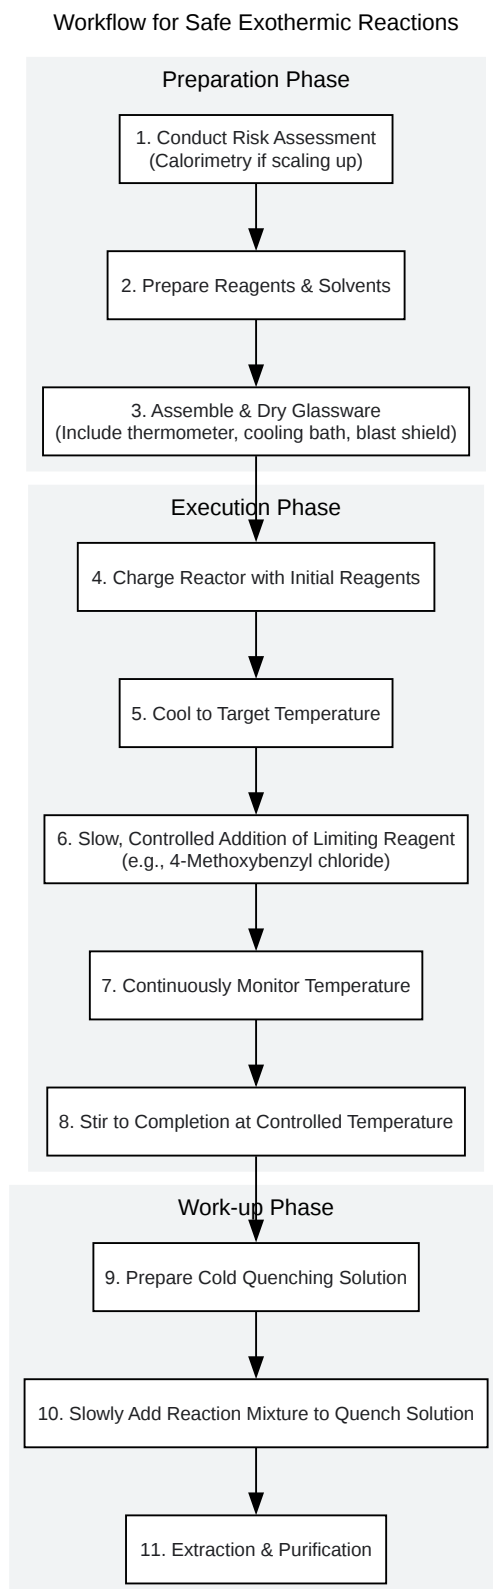 Workflow for Safe Exothermic Reactions
Preparation Phase
1. Conduct Risk Assessment
(Calorimetry if scaling up)
2. Prepare Reagents & Solvents
3. Assemble & Dry Glassware
(Include thermometer, cooling bath, blast shield)
Execution Phase
4. Charge Reactor with Initial Reagents
5. Cool to Target Temperature
6. Slow, Controlled Addition of Limiting Reagent
(e.g., 4-Methoxybenzyl chloride)
7. Continuously Monitor Temperature
8. Stir to Completion at Controlled Temperature
Work-up Phase
9. Prepare Cold Quenching Solution
10. Slowly Add Reaction Mixture to Quench Solution
11. Extraction & Purification